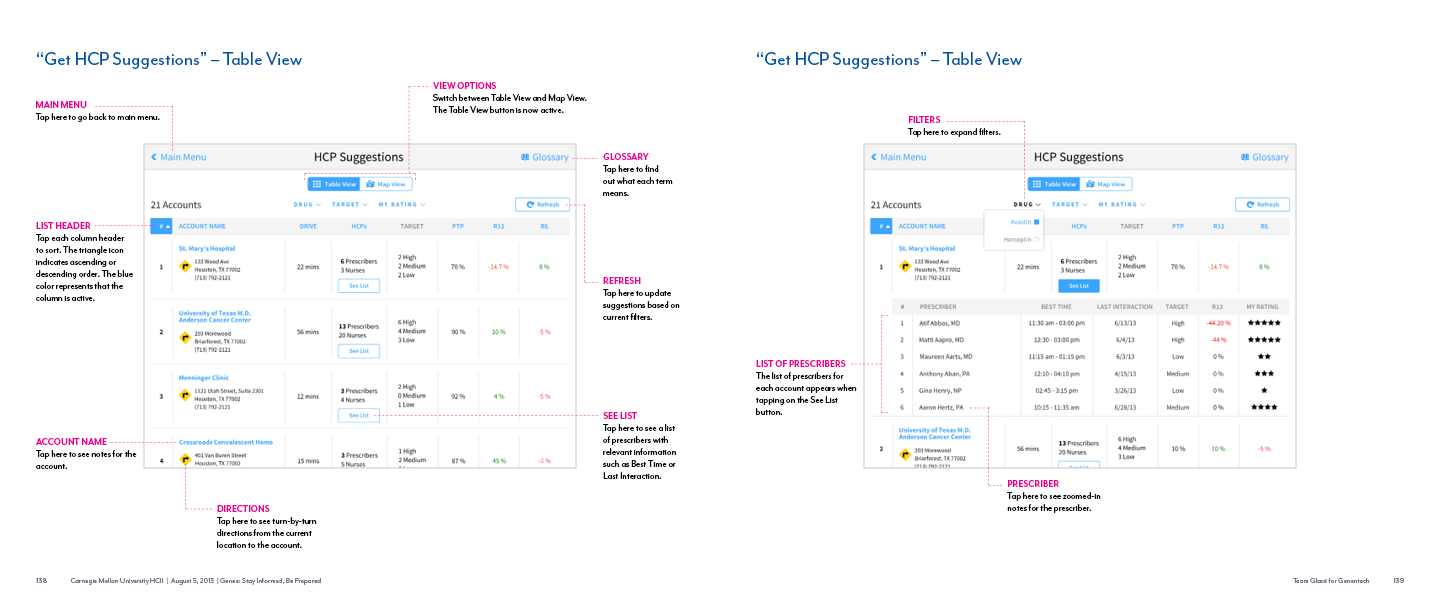 “Get HCP Suggestions” – Table View
VIEW OPTIONS
Switch between Table View and Map View.
The Table View button is now active.
MAIN MENU
Tap here to go back to main menu.
Main Menu
HCP Suggestions
Glossary
GLOSSARY
Tap here to find
out what each term
means.
Table View Map View
21 Accounts
DRUG TARGET MY RATING
Refresh
LIST HEADER
Tap each column header
to sort. The triangle icon
indicates ascending or
descending order. The blue
color represents that the
column is active.
# ACCOUNT NAME DRIVE HCPs TARGET PTP R13 R6
St. Mary's Hospital
1
133 Wood Ave
Houston, TX 77002
(713) 792-2121
22 mins
6 Prescribers
3 Nurses
See List
2 High
2 Medium
2 Low
70 % -14.7 % 8 %
REFRESH
Tap here to update
suggestions based on
current filters.
University of Texas M.D.
Anderson Cancer Center
2
203 Morewood
Briarforest, TX 77002
(713) 792-2121
56 mins
13 Prescribers
20 Nurses
See List
6 High
4 Medium
3 Low
90 % 10 % -5 %
Menninger Clinic
3
1121 Utah Street, Suite 2301
Houston, TX 77002
(713) 792-2121
12 mins
3 Prescribers
4 Nurses
See List
2 High
0 Medium
1 Low
92 % 4 % -5 %
SEE LIST
Tap here to see a list
of prescribers with
relevant information
such as Best Time or
Last Interaction.
ACCOUNT NAME
Tap here to see notes for the
account.
Crossroads Convalescent Home
4
401 Van Buren Street
Houston, TX 77002
15 mins
3 Prescribers
5 Nurses
1 High
2 Medium
87 % 45 % -1 %
DIRECTIONS
Tap here to see turn-by-turn
directions from the current
location to the account.
138 Carnegie Mellon University HCII | August 5, 2013 | Genee: Stay Informed, Be Prepared
“Get HCP Suggestions” – Table View
FILTERS
Tap here to expand filters.
Main Menu
HCP Suggestions
Glossary
Table View Map View
21 Accounts
DRUG TARGET MY RATING
Refresh
Avastin
Herceptin
# ACCOUNT NAME HCPs TARGET PTP R13 R6
St. Mary's Hospital
1
133 Wood Ave
Houston, TX 77002
(713) 792-2121
22 mins
6 Prescribers
3 Nurses
See List
2 High
2 Medium
2 Low
70 % -14.7 % 8 %
# PRESCRIBER BEST TIME LAST INTERACTION TARGET R13 MY RATING
1 Atif Abbas, MD 11:30 am - 03:00 pm 6/13/13 High -44.20 % ★★★★★
2 Matti Aapro, MD 12:30 - 03:00 pm 6/4/13 High -44 % ★★★★★
3 Maureen Aarts, MD 11:15 am - 01:15 pm 6/3/13 Low 0 % ★★
4 Anthony Aban, PA 12:10 - 04:10 pm 4/15/13 Medium 0 % ★★★
5 Gina Henry, NP 02:45 - 3:15 pm 3/26/13 Low 0 % ★
6 Aaron Hertz, PA 10:15 - 11:35 am 6/28/13 Medium 0 % ★★★★
LIST OF PRESCRIBERS
The list of prescribers for
each account appears when
tapping on the See List
button.
University of Texas M.D.
Anderson Cancer Center
2
203 Morewood
Briarforest, TX 77002
(713) 792-2121
56 mins
13 Prescribers
20 Nurses
See List
6 High
4 Medium
3 Low
10 % 10 % -5 %
PRESCRIBER
Tap here to see zoomed-in
notes for the prescriber.
Team Glacé for Genentech 139